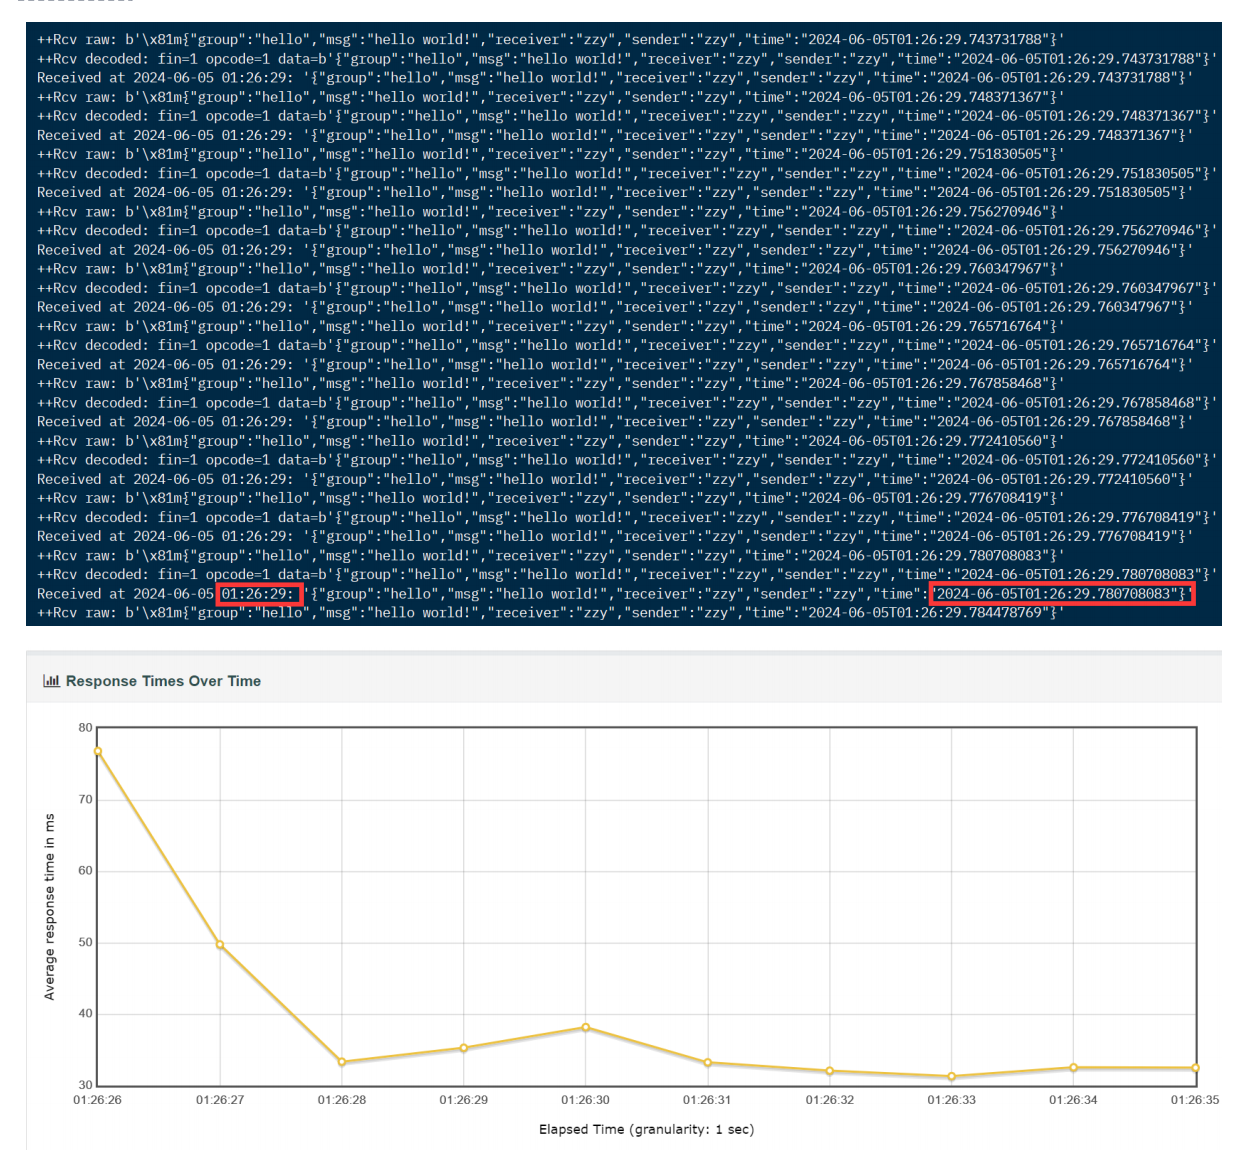 ++Rcv raw: b'\x81m{"group":"hello","msg":"hello world!","receiver":"zzy","sender":"zzy","time":"2024-06-05T01:26:29.743731788"}'
++Rcv decoded: fin=1 opcode=1 data=b'{"group":"hello","msg":"hello world!","receiver":"zzy","sender":"zzy","time":"2024-06-05T01:26:29.743731788"}'
Received at 2024-06-05 01:26:29: '{"group":"hello","msg":"hello world!","receiver":"zzy","sender":"zzy","time":"2024-06-05T01:26:29.743731788"}'
++Rcv raw: b'\x81m{"group":"hello","msg":"hello world!","receiver":"zzy","sender":"zzy","time":"2024-06-05T01:26:29.748371367"}'
++Rcv decoded: fin=1 opcode=1 data=b'{"group":"hello","msg":"hello world!","receiver":"zzy","sender":"zzy","time":"2024-06-05T01:26:29.748371367"}'
Received at 2024-06-05 01:26:29: '{"group":"hello","msg":"hello world!","receiver":"zzy","sender":"zzy","time":"2024-06-05T01:26:29.748371367"}'
++Rcv raw: b'\x81m{"group":"hello","msg":"hello world!","receiver":"zzy","sender":"zzy","time":"2024-06-05T01:26:29.751830505"}'
++Rcv decoded: fin=1 opcode=1 data=b'{"group":"hello","msg":"hello world!","receiver":"zzy","sender":"zzy","time":"2024-06-05T01:26:29.751830505"}'
Received at 2024-06-05 01:26:29: '{"group":"hello","msg":"hello world!","receiver":"zzy","sender":"zzy","time":"2024-06-05T01:26:29.751830505"}'
++Rcv raw: b'\x81m{"group":"hello","msg":"hello world!","receiver":"zzy","sender":"zzy","time":"2024-06-05T01:26:29.756270946"}'
++Rcv decoded: fin=1 opcode=1 data=b'{"group":"hello","msg":"hello world!","receiver":"zzy","sender":"zzy","time":"2024-06-05T01:26:29.756270946"}'
Received at 2024-06-05 01:26:29: '{"group":"hello","msg":"hello world!","receiver":"zzy","sender":"zzy","time":"2024-06-05T01:26:29.756270946"}'
++Rcv raw: b'\x81m{"group":"hello","msg":"hello world!","receiver":"zzy","sender":"zzy","time":"2024-06-05T01:26:29.760347967"}'
++Rcv decoded: fin=1 opcode=1 data=b'{"group":"hello","msg":"hello world!","receiver":"zzy","sender":"zzy","time":"2024-06-05T01:26:29.760347967"}'
Received at 2024-06-05 01:26:29: '{"group":"hello","msg":"hello world!","receiver":"zzy","sender":"zzy","time":"2024-06-05T01:26:29.760347967"}'
++Rcv raw: b'\x81m{"group":"hello","msg":"hello world!","receiver":"zzy","sender":"zzy","time":"2024-06-05T01:26:29.765716764"}'
++Rcv decoded: fin=1 opcode=1 data=b'{"group":"hello","msg":"hello world!","receiver":"zzy","sender":"zzy","time":"2024-06-05T01:26:29.765716764"}'
Received at 2024-06-05 01:26:29: '{"group":"hello","msg":"hello world!","receiver":"zzy","sender":"zzy","time":"2024-06-05T01:26:29.765716764"}'
++Rcv raw: b'\x81m{"group":"hello","msg":"hello world!","receiver":"zzy","sender":"zzy","time":"2024-06-05T01:26:29.767858468"}'
++Rcv decoded: fin=1 opcode=1 data=b'{"group":"hello","msg":"hello world!","receiver":"zzy","sender":"zzy","time":"2024-06-05T01:26:29.767858468"}'
Received at 2024-06-05 01:26:29: '{"group":"hello","msg":"hello world!","receiver":"zzy","sender":"zzy","time":"2024-06-05T01:26:29.767858468"}'
++Rcv raw: b'\x81m{"group":"hello","msg":"hello world!","receiver":"zzy","sender":"zzy","time":"2024-06-05T01:26:29.772410560"}'
++Rcv decoded: fin=1 opcode=1 data=b'{"group":"hello","msg":"hello world!","receiver":"zzy","sender":"zzy","time":"2024-06-05T01:26:29.772410560"}'
Received at 2024-06-05 01:26:29: '{"group":"hello","msg":"hello world!","receiver":"zzy","sender":"zzy","time":"2024-06-05T01:26:29.772410560"}'
++Rcv raw: b'\x81m{"group":"hello","msg":"hello world!","receiver":"zzy","sender":"zzy","time":"2024-06-05T01:26:29.776708419"}'
++Rcv decoded: fin=1 opcode=1 data=b'{"group":"hello","msg":"hello world!","receiver":"zzy","sender":"zzy","time":"2024-06-05T01:26:29.776708419"}'
Received at 2024-06-05 01:26:29: '{"group":"hello","msg":"hello world!","receiver":"zzy","sender":"zzy","time":"2024-06-05T01:26:29.776708419"}'
++Rcv raw: b'\x81m{"group":"hello","msg":"hello world!","receiver":"zzy","sender":"zzy","time":"2024-06-05T01:26:29.780708083"}'
++Rcv decoded: fin=1 opcode=1 data=b'{"group":"hello","msg":"hello world!","receiver":"zzy","sender":"zzy","time":"2024-06-05T01:26:29.780708083"}'
Received at 2024-06-05 01:26:29: '{"group":"hello","msg":"hello world!","receiver":"zzy","sender":"zzy","time":"2024-06-05T01:26:29.780708083"}'
++Rcv raw: b'\x81m{"group":"hello","msg":"hello world!","receiver":"zzy","sender":"zzy","time":"2024-06-05T01:26:29.784478769"}'
Response Times Over Time
Average response time in ms
80
70
60
50
40
30
01:26:26 01:26:27 01:26:28 01:26:29 01:26:30 01:26:31 01:26:32 01:26:33 01:26:34 01:26:35
Elapsed Time (granularity: 1 sec)